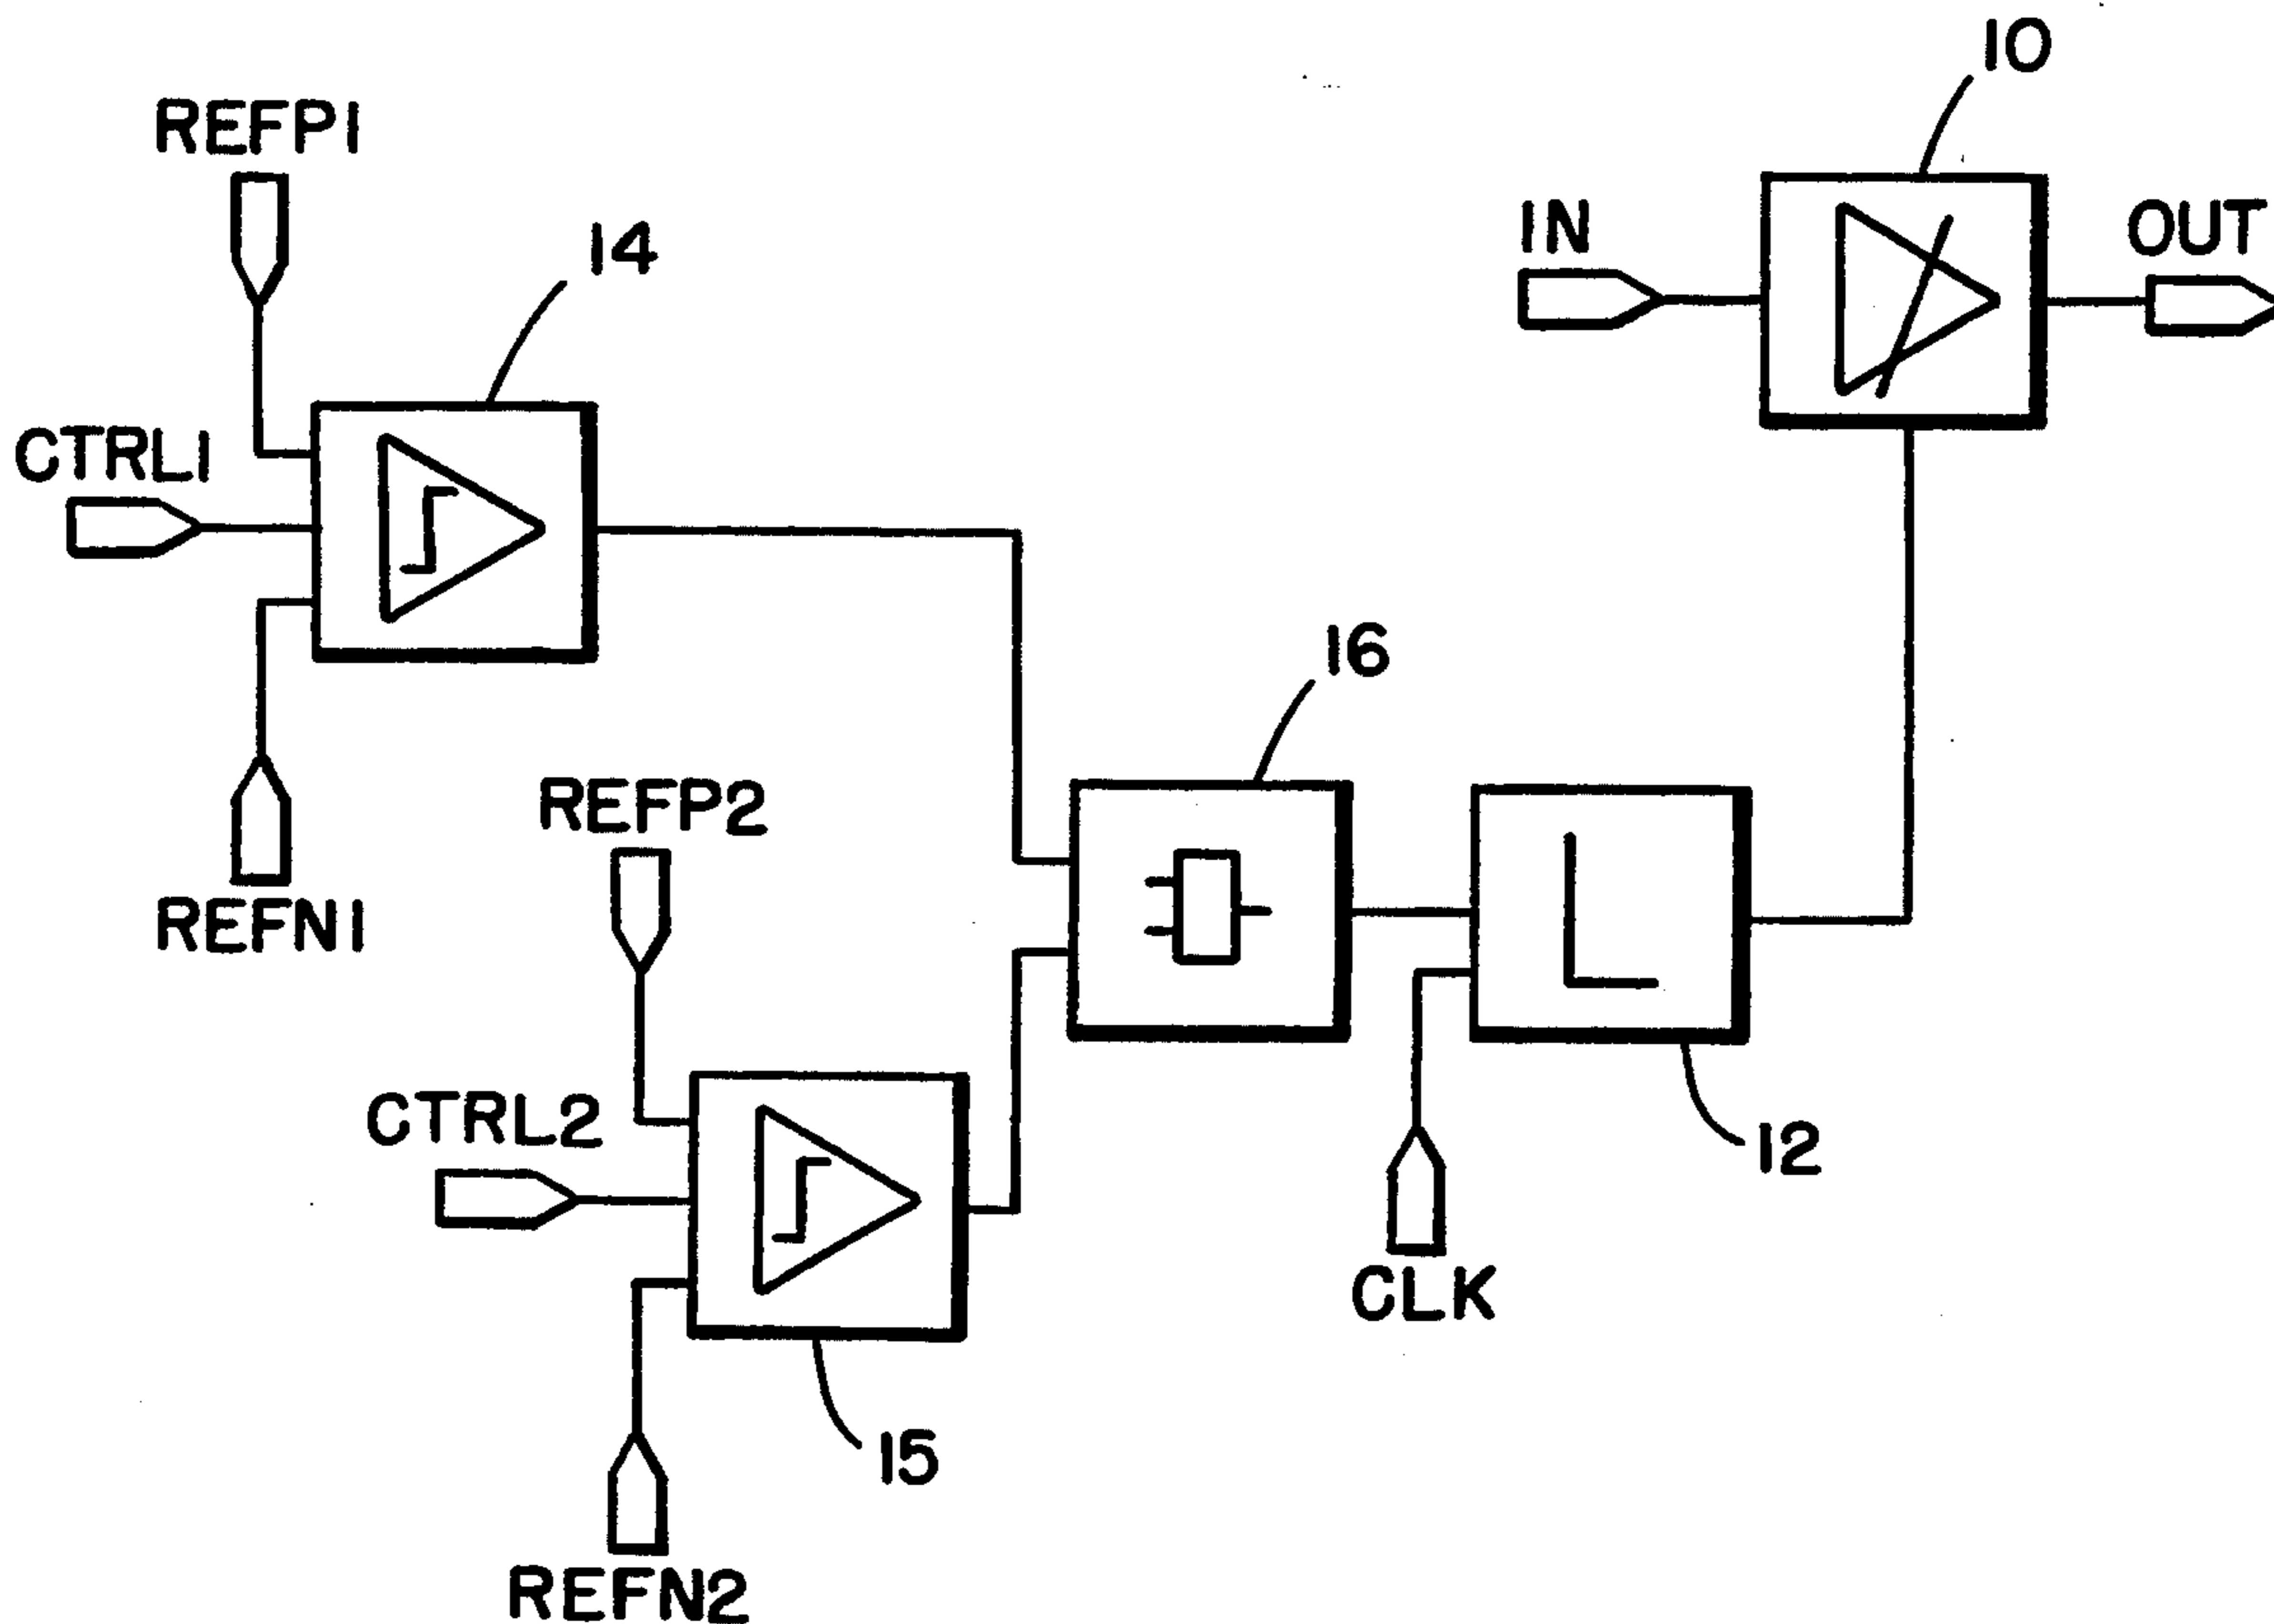 10
REFP1
IN
OUT
14
CTRL1
16
REFP2
REFN1
L
CTRL2
12
CLK
15
REFN2